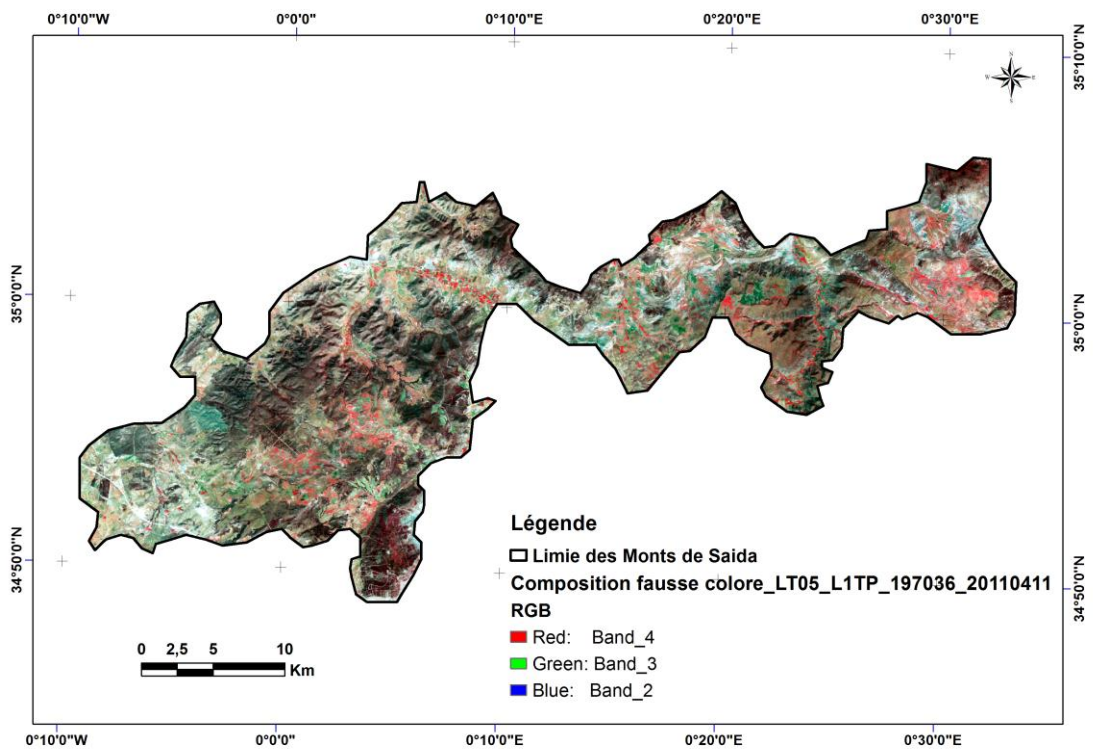 0°10'0"W 0°0'0" 0°10'0"E 0°20'0"E 0°30'0"E
35°10'0"N
N
W E
S
35°0'0"N
35°0'0"N
34°50'0"N
34°50'0"N
Légende
Limie des Monts de Saida
Composition fausse colore_LT05_L1TP_197036_20110411
RGB
Red: Band_4
Green: Band_3
Blue: Band_2
0 2,5 5 10
Km
0°10'0"W 0°0'0" 0°10'0"E 0°20'0"E 0°30'0"E